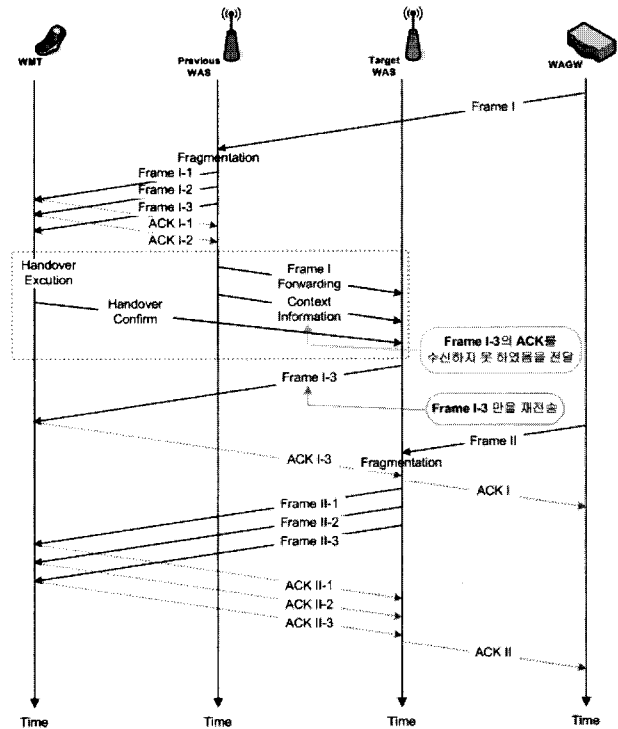 WMT
Previous
WAS
Target
WAS
WAGW
Frame I
Fragmentation
Frame I-1
Frame I-2
Frame I-3
ACK I-1
ACK I-2
Handover
Excution
Frame I
Forwarding
Handover
Confirm
Context
Information
Frame I-3의 ACK를
수신하지 못 하였음을 전달
Frame I-3
Frame I-3 만을 재전송
Frame II
ACK I-3
Fragmentation
ACK I
Frame II-1
Frame II-2
Frame II-3
ACK II-1
ACK II-2
ACK II-3
ACK II
Time
Time
Time
Time